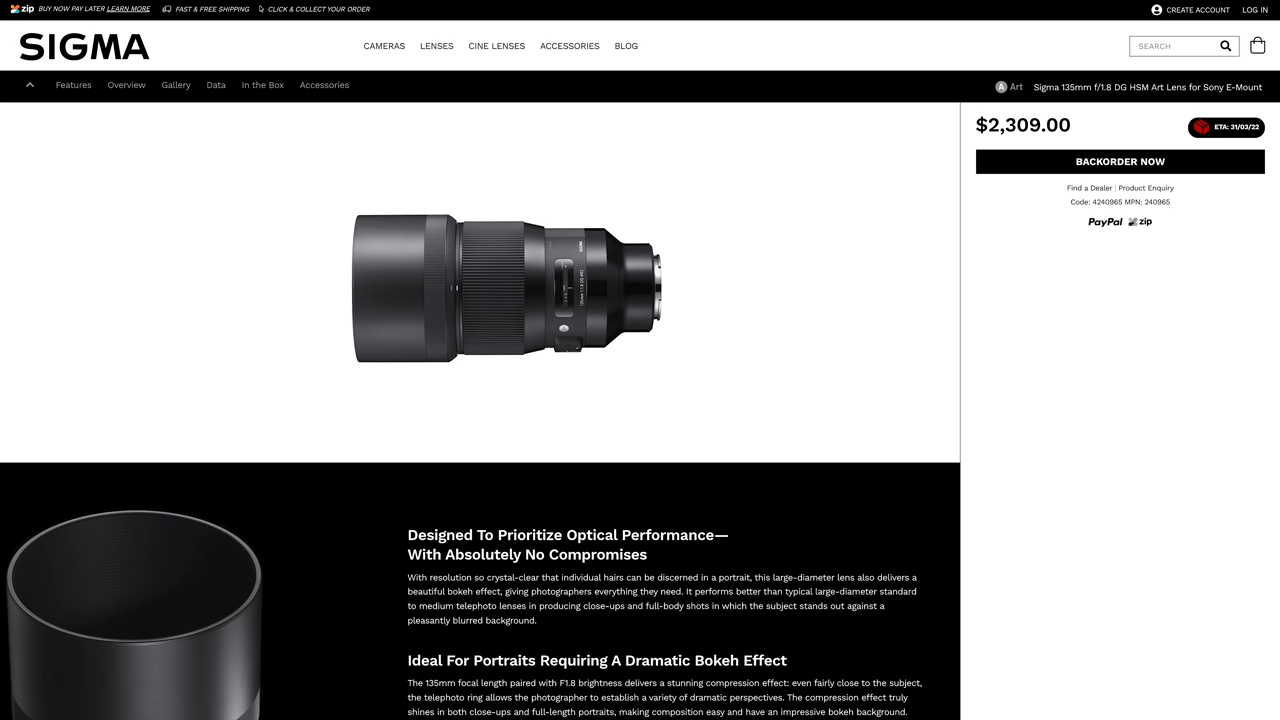 zip BUY NOW PAY LATER LEARN MORE FAST & FREE SHIPPING CLICK & COLLECT YOUR ORDER CREATE ACCOUNT LOG IN
SIGMA CAMERAS LENSES CINE LENSES ACCESSORIES BLOG SEARCH
Features Overview Gallery Data In the Box Accessories A Art Sigma 135mm f/1.8 DG HSM Art Lens for Sony E-Mount
$2,309.00 ETA: 31/03/22
BACKORDER NOW
Find a Dealer | Product Enquiry
Code: 4240965 MPN: 240965
PayPal zip
Designed To Prioritize Optical Performance—
With Absolutely No Compromises
With resolution so crystal-clear that individual hairs can be discerned in a portrait, this large-diameter lens also delivers a
beautiful bokeh effect, giving photographers everything they need. It performs better than typical large-diameter standard
to medium telephoto lenses in producing close-ups and full-body shots in which the subject stands out against a
pleasantly blurred background.
Ideal For Portraits Requiring A Dramatic Bokeh Effect
The 135mm focal length paired with F1.8 brightness delivers a stunning compression effect: even fairly close to the subject,
the telephoto ring allows the photographer to establish a variety of dramatic perspectives. The compression effect truly
shines in both close-ups and full-length portraits, making composition easy and have an impressive bokeh background.